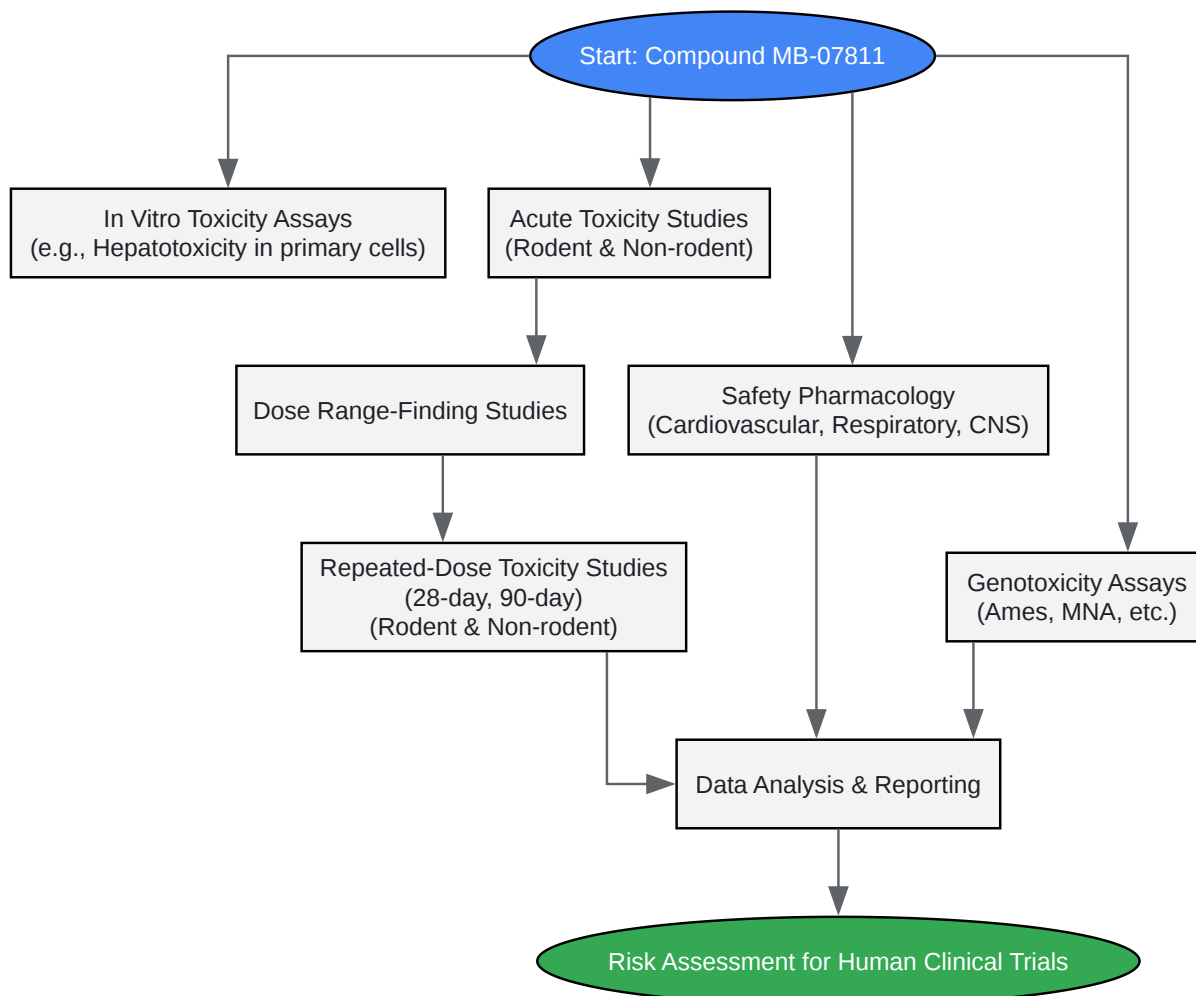 Start: Compound MB-07811
In Vitro Toxicity Assays
(e.g., Hepatotoxicity in primary cells)
Acute Toxicity Studies
(Rodent & Non-rodent)
Dose Range-Finding Studies
Safety Pharmacology
(Cardiovascular, Respiratory, CNS)
Repeated-Dose Toxicity Studies
(28-day, 90-day)
(Rodent & Non-rodent)
Genotoxicity Assays
(Ames, MNA, etc.)
Data Analysis & Reporting
Risk Assessment for Human Clinical Trials